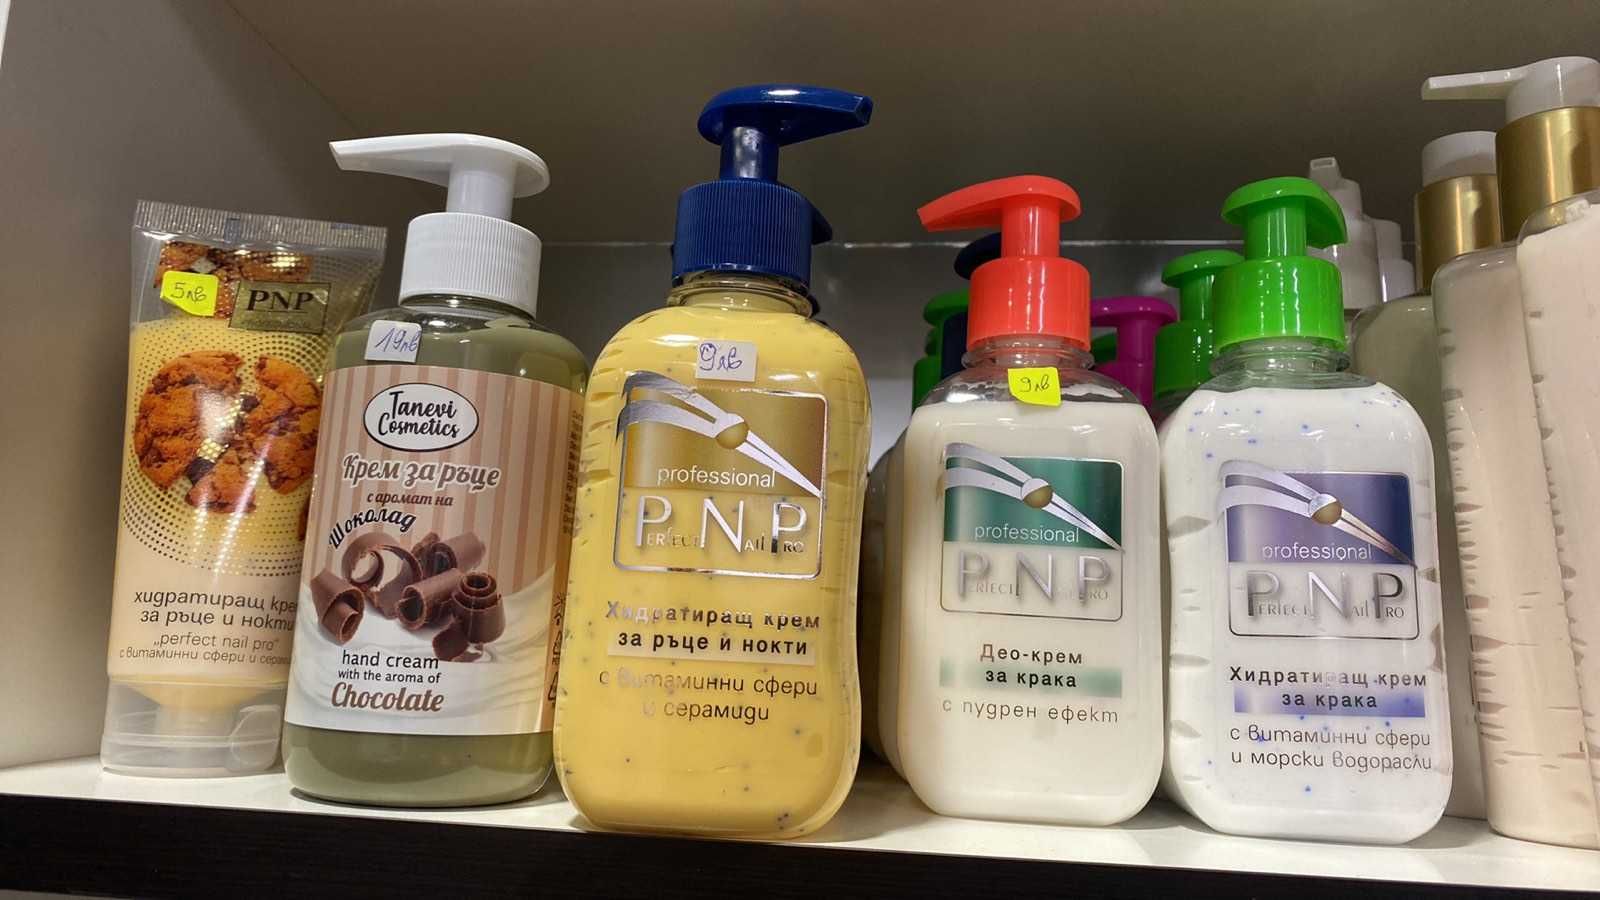 5лв
PNP
хидратиращ
за ръце и нокти
„perfect nail pro“
с витаминни сфери и
19лв
Tanevi
Cosmetics
Крем за ръце
с аромат на
Шоколад
hand cream
with the aroma of
Chocolate
9лв
professional
PNP
PERFECT NAIL PRO
Хидратиращ крем
за ръце и нокти
с витаминни сфери
и серамиди
9лв
professional
PNP
PERFECT NAIL PRO
Део-крем
за крака
с пудрен ефект
professional
PNP
PERFECT NAIL PRO
Хидратиращ крем
за крака
с витаминни сфери
и морски водорасли